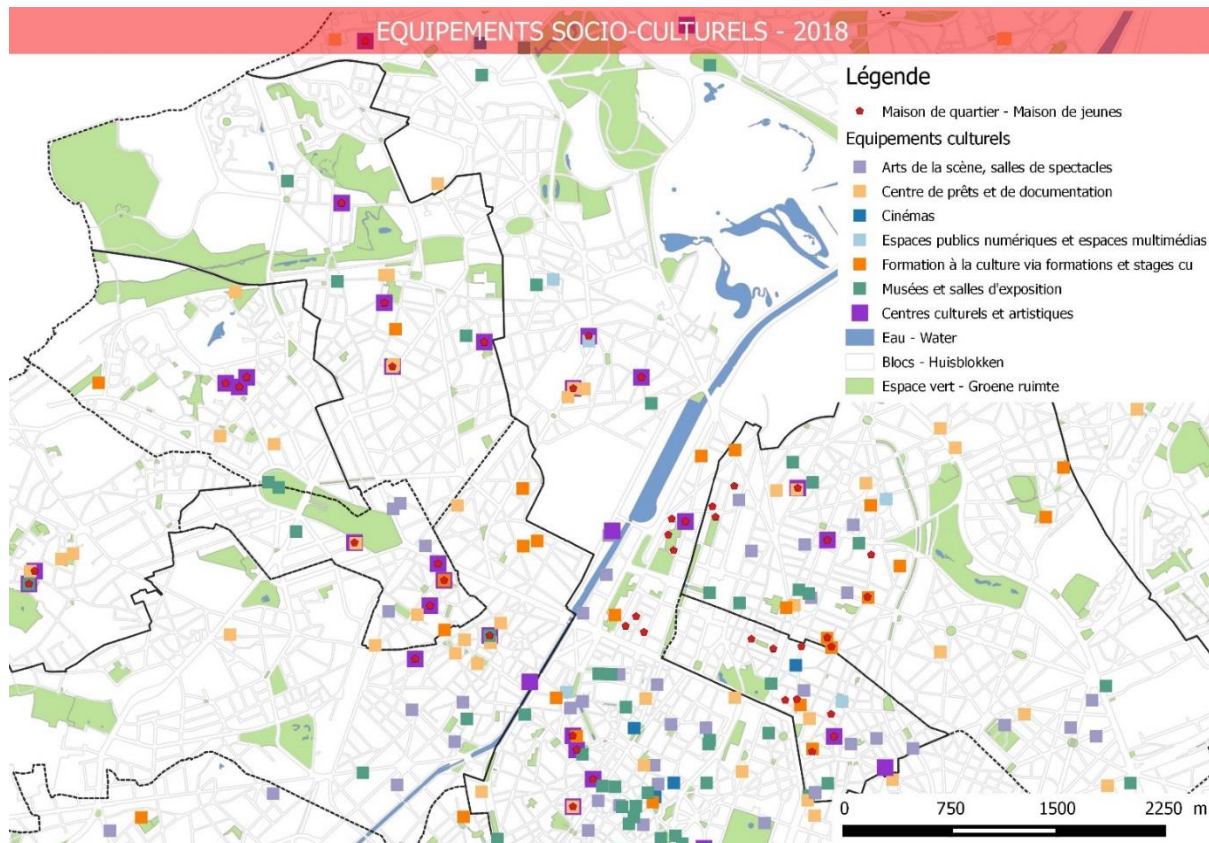 EQUIPEMENTS SOCIO-CULTURELS - 2018
Légende
Maison de quartier - Maison de jeunes
Equipements culturels
Arts de la scène, salles de spectacles
Centre de prêts et de documentation
Cinémas
Espaces publics numériques et espaces multimédias
Formation à la culture via formations et stages cu
Musées et salles d'exposition
Centres culturels et artistiques
Eau - Water
Blocs - Huisblokken
Espace vert - Groene ruimte
0 750 1500 2250 m